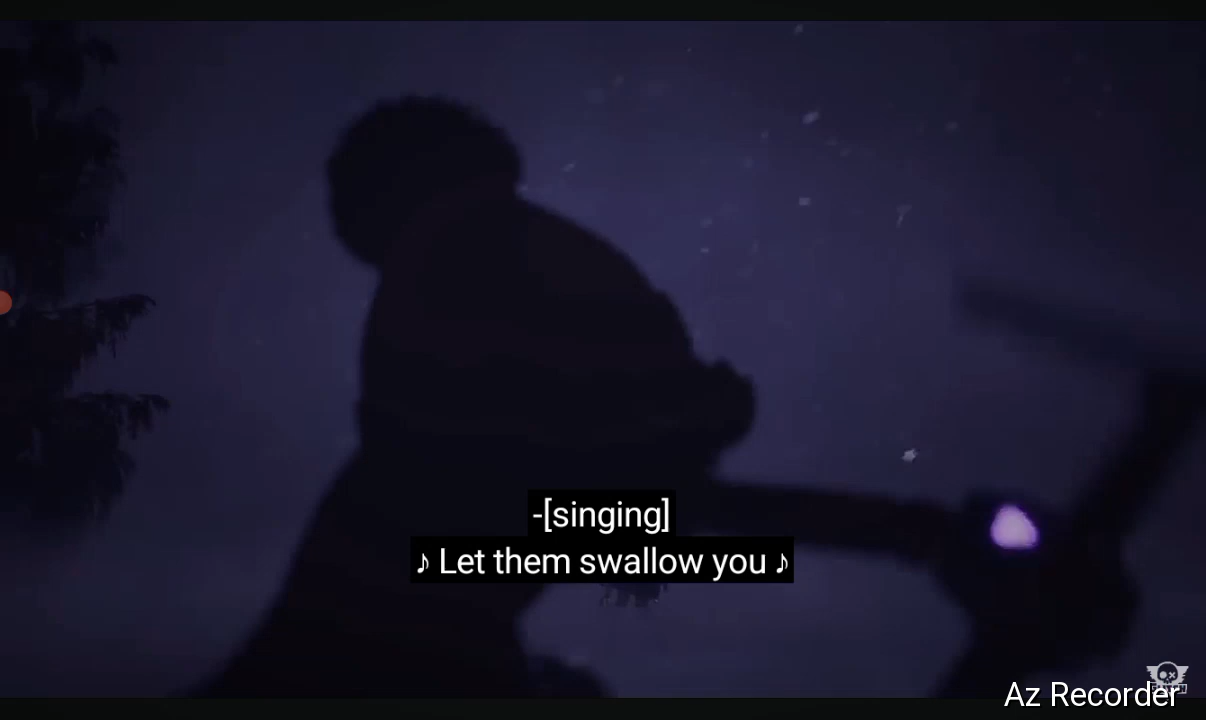 -[singing]
♪ Let them swallow you ♪
Az Recorder